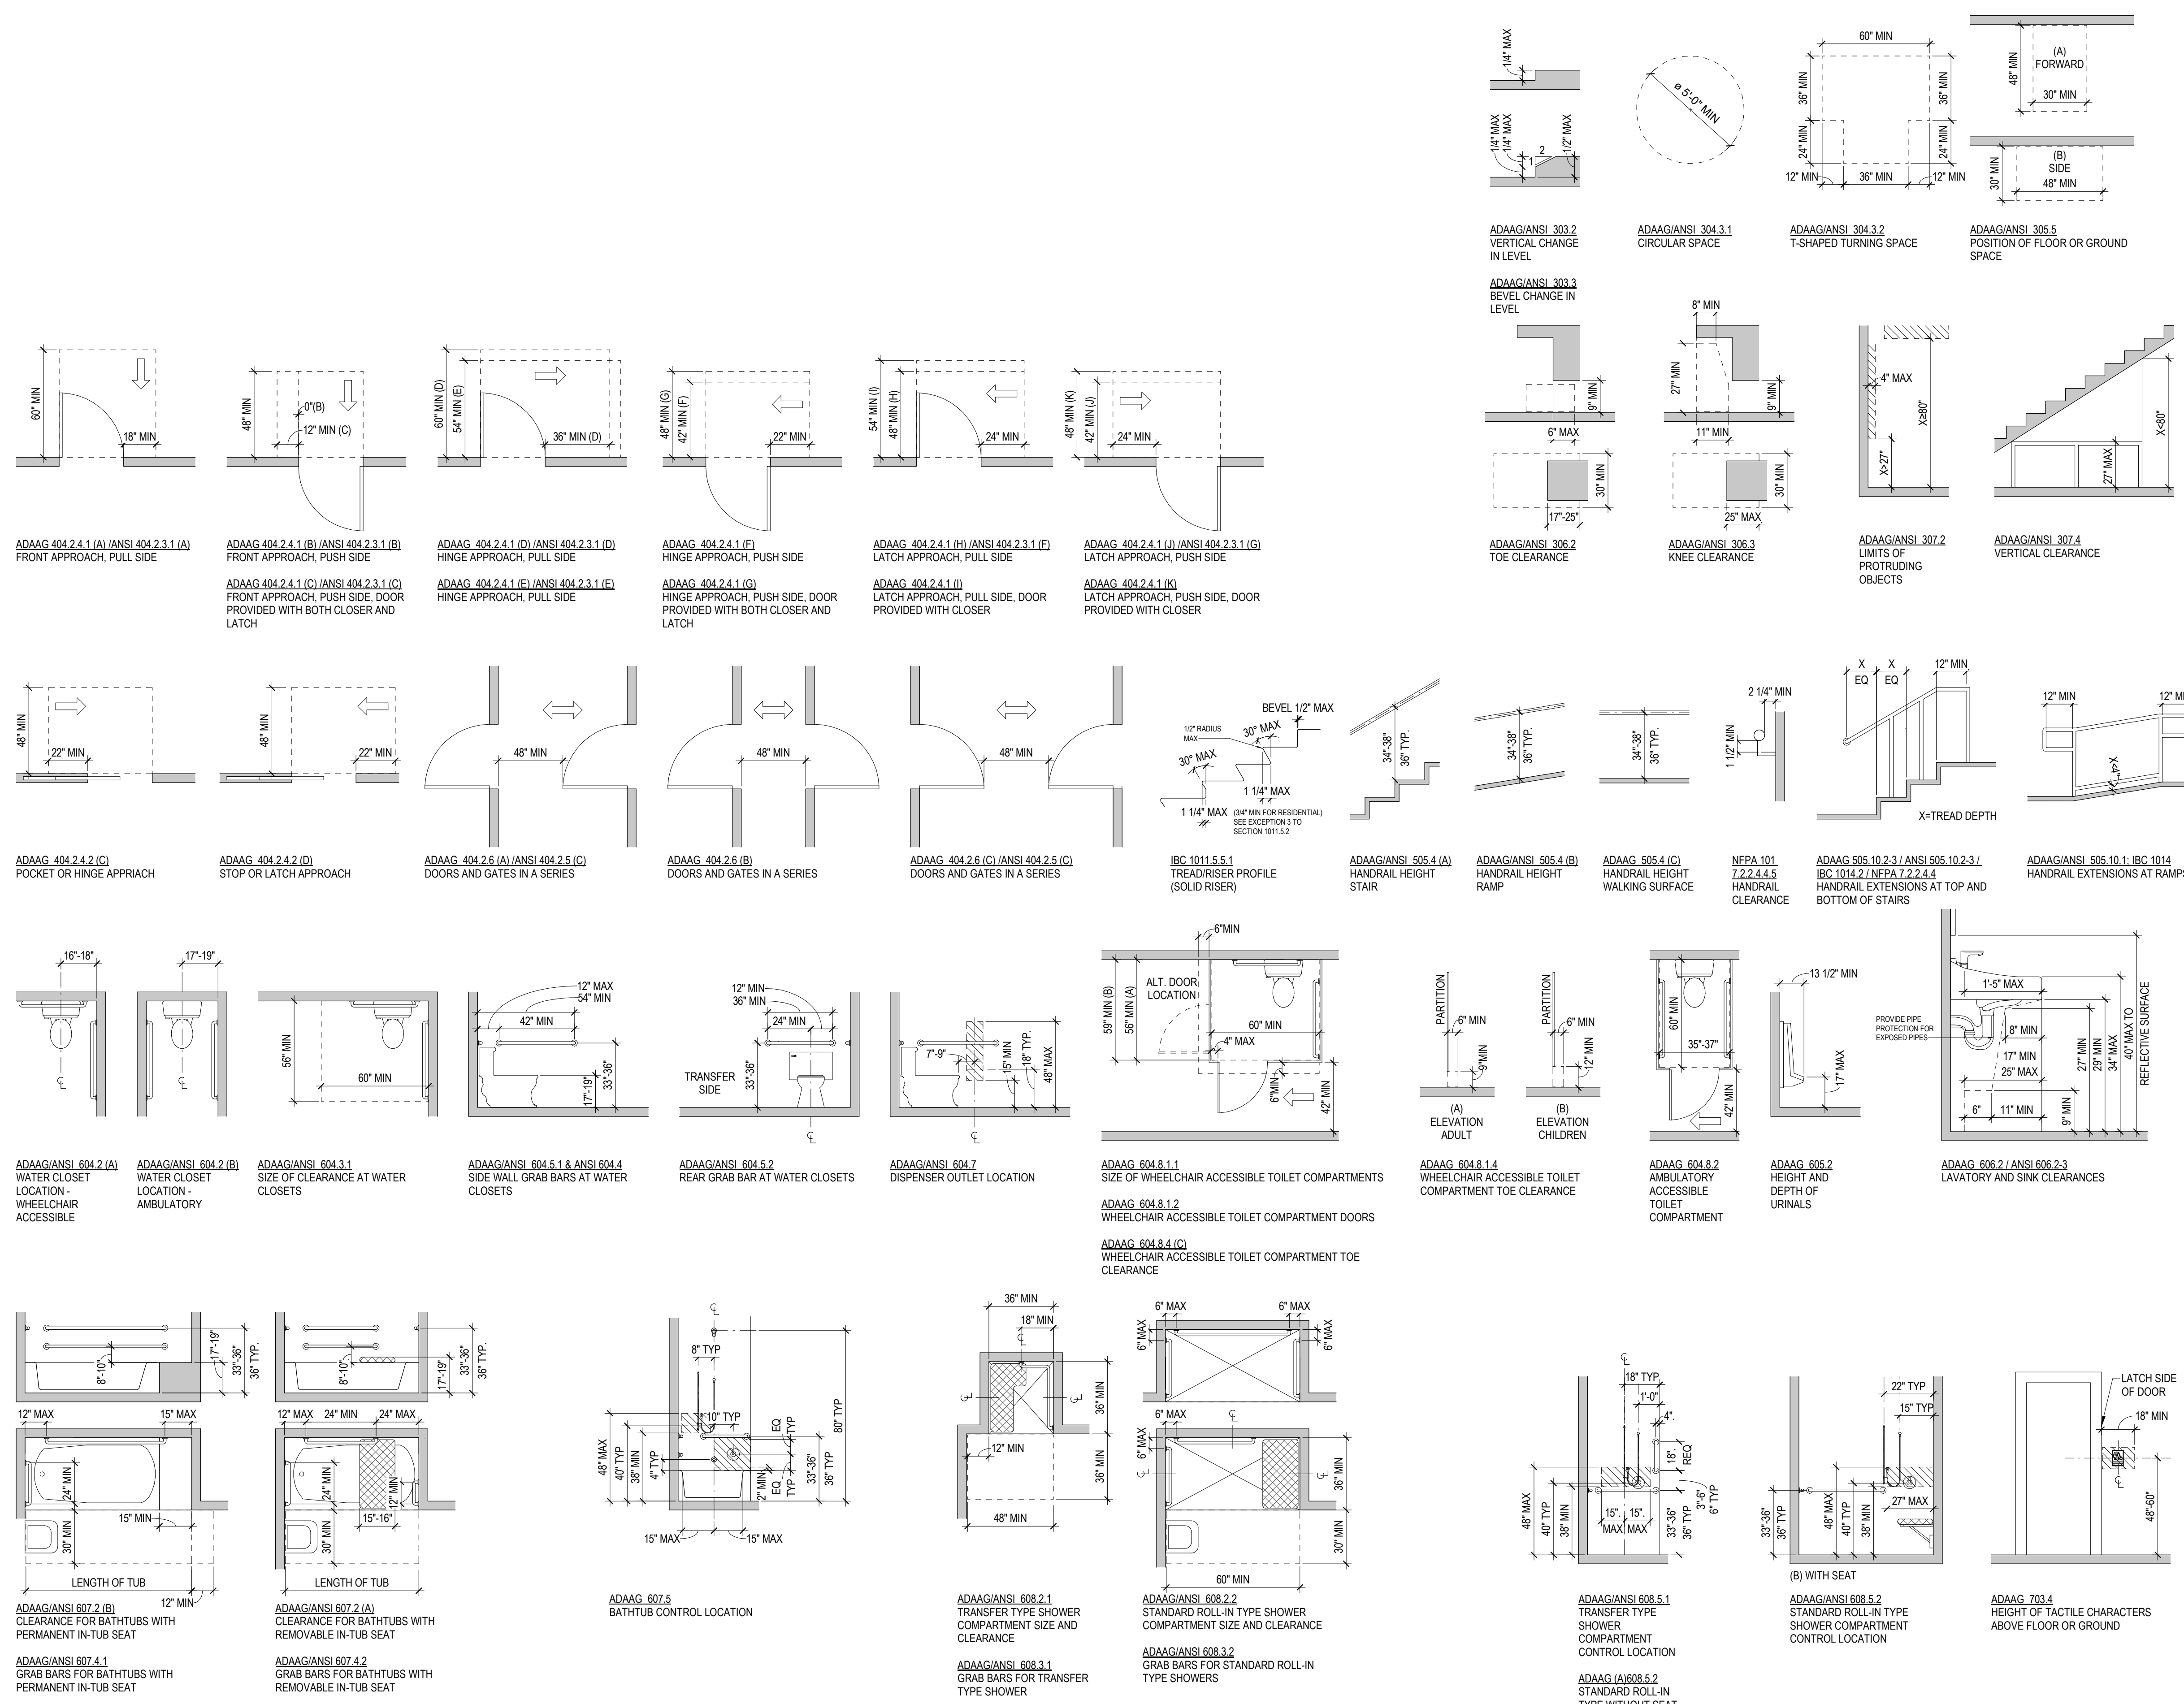 1/4" MAX
1/4" MAX
1/4" MAX
1
2
1/2" MAX
ADAAG/ANSI 303.2
VERTICAL CHANGE
IN LEVEL
ADAAG/ANSI 303.3
BEVEL CHANGE IN
LEVEL
ø 5'-0" MIN
ADAAG/ANSI 304.3.1
CIRCULAR SPACE
60" MIN
36" MIN
36" MIN
24" MIN
24" MIN
12" MIN
36" MIN
12" MIN
ADAAG/ANSI 304.3.2
T-SHAPED TURNING SPACE
48" MIN
(A)
FORWARD
30" MIN
30" MIN
(B)
SIDE
48" MIN
ADAAG/ANSI 305.5
POSITION OF FLOOR OR GROUND
SPACE
60" MIN
18" MIN
ADAAG 404.2.4.1 (A) /ANSI 404.2.3.1 (A)
FRONT APPROACH, PULL SIDE
48" MIN
0"(B)
12" MIN (C)
ADAAG 404.2.4.1 (B) /ANSI 404.2.3.1 (B)
FRONT APPROACH, PUSH SIDE
ADAAG 404.2.4.1 (C) /ANSI 404.2.3.1 (C)
FRONT APPROACH, PUSH SIDE, DOOR
PROVIDED WITH BOTH CLOSER AND
LATCH
60" MIN (D)
54" MIN (E)
36" MIN (D)
ADAAG 404.2.4.1 (D) /ANSI 404.2.3.1 (D)
HINGE APPROACH, PULL SIDE
ADAAG 404.2.4.1 (E) /ANSI 404.2.3.1 (E)
HINGE APPROACH, PULL SIDE
48" MIN (G)
42" MIN (F)
22" MIN
ADAAG 404.2.4.1 (F)
HINGE APPROACH, PUSH SIDE
ADAAG 404.2.4.1 (G)
HINGE APPROACH, PUSH SIDE, DOOR
PROVIDED WITH BOTH CLOSER AND
LATCH
54" MIN (I)
48" MIN (H)
24" MIN
ADAAG 404.2.4.1 (H) /ANSI 404.2.3.1 (F)
LATCH APPROACH, PULL SIDE
ADAAG 404.2.4.1 (I)
LATCH APPROACH, PULL SIDE, DOOR
PROVIDED WITH CLOSER
48" MIN (K)
42" MIN (J)
24" MIN
ADAAG 404.2.4.1 (J) /ANSI 404.2.3.1 (G)
LATCH APPROACH, PUSH SIDE
ADAAG 404.2.4.1 (K)
LATCH APPROACH, PUSH SIDE, DOOR
PROVIDED WITH CLOSER
9" MIN
6" MAX
30" MIN
17"-25"
ADAAG/ANSI 306.2
TOE CLEARANCE
8" MIN
27" MIN
9" MIN
11" MIN
30" MIN
25" MAX
ADAAG/ANSI 306.3
KNEE CLEARANCE
4" MAX
X>27"
X≥80"
ADAAG/ANSI 307.2
LIMITS OF
PROTRUDING
OBJECTS
27" MAX
X<80"
ADAAG/ANSI 307.4
VERTICAL CLEARANCE
48" MIN
22" MIN
ADAAG 404.2.4.2 (C)
POCKET OR HINGE APPRIACH
48" MIN
22" MIN
ADAAG 404.2.4.2 (D)
STOP OR LATCH APPROACH
48" MIN
ADAAG 404.2.6 (A) /ANSI 404.2.5 (C)
DOORS AND GATES IN A SERIES
48" MIN
ADAAG 404.2.6 (B)
DOORS AND GATES IN A SERIES
48" MIN
ADAAG 404.2.6 (C) /ANSI 404.2.5 (C)
DOORS AND GATES IN A SERIES
BEVEL 1/2" MAX
1/2" RADIUS
MAX
30° MAX
30° MAX
1 1/4" MAX
1 1/4" MAX
(3/4" MIN FOR RESIDENTIAL)
SEE EXCEPTION 3 TO
SECTION 1011.5.2
IBC 1011.5.5.1
TREAD/RISER PROFILE
(SOLID RISER)
34"-38"
36" TYP.
ADAAG/ANSI 505.4 (A)
HANDRAIL HEIGHT
STAIR
34"-38"
36" TYP.
ADAAG/ANSI 505.4 (B)
HANDRAIL HEIGHT
RAMP
34"-38"
36" TYP.
ADAAG 505.4 (C)
HANDRAIL HEIGHT
WALKING SURFACE
2 1/4" MIN
1 1/2" MIN
NFPA 101
7.2.2.4.4.5
HANDRAIL
CLEARANCE
X
EQ
X
EQ
12" MIN
X=TREAD DEPTH
ADAAG 505.10.2-3 / ANSI 505.10.2-3 /
IBC 1014.2 / NFPA 7.2.2.4.4
HANDRAIL EXTENSIONS AT TOP AND
BOTTOM OF STAIRS
12" MIN
12" MI
X<4"
ADAAG/ANSI 505.10.1; IBC 1014
HANDRAIL EXTENSIONS AT RAMPS
16"-18"
ADAAG/ANSI 604.2 (A)
WATER CLOSET
LOCATION -
WHEELCHAIR
ACCESSIBLE
17"-19"
ADAAG/ANSI 604.2 (B)
WATER CLOSET
LOCATION -
AMBULATORY
56" MIN
60" MIN
ADAAG/ANSI 604.3.1
SIZE OF CLEARANCE AT WATER
CLOSETS
12" MAX
54" MIN
42" MIN
17"-19"
33"-36"
ADAAG/ANSI 604.5.1 & ANSI 604.4
SIDE WALL GRAB BARS AT WATER
CLOSETS
12" MIN
36" MIN
24" MIN
33"-36"
TRANSFER
SIDE
ADAAG/ANSI 604.5.2
REAR GRAB BAR AT WATER CLOSETS
7"-9"
15" MIN
18" TYP.
48" MAX
ADAAG/ANSI 604.7
DISPENSER OUTLET LOCATION
6"MIN
59" MIN (B)
56" MIN (A)
ALT. DOOR
LOCATION
60" MIN
4" MAX
6"MIN
42" MIN
ADAAG 604.8.1.1
SIZE OF WHEELCHAIR ACCESSIBLE TOILET COMPARTMENTS
ADAAG 604.8.1.2
WHEELCHAIR ACCESSIBLE TOILET COMPARTMENT DOORS
ADAAG 604.8.4 (C)
WHEELCHAIR ACCESSIBLE TOILET COMPARTMENT TOE
CLEARANCE
PARTITION
6" MIN
9"MIN
(A)
ELEVATION
ADULT
PARTITION
6" MIN
12" MIN
(B)
ELEVATION
CHILDREN
ADAAG 604.8.1.4
WHEELCHAIR ACCESSIBLE TOILET
COMPARTMENT TOE CLEARANCE
60" MIN
35"-37"
42" MIN
ADAAG 604.8.2
AMBULATORY
ACCESSIBLE
TOILET
COMPARTMENT
13 1/2" MIN
17" MAX
ADAAG 605.2
HEIGHT AND
DEPTH OF
URINALS
1'-5" MAX
PROVIDE PIPE
PROTECTION FOR
EXPOSED PIPES
8" MIN
17" MIN
25" MAX
6"
11" MIN
9" MIN
27" MIN
29" MIN
34" MAX
40" MAX TO
REFLECTIVE SURFACE
ADAAG 606.2 / ANSI 606.2-3
LAVATORY AND SINK CLEARANCES
8"-10"
17"-19"
33"-36"
36" TYP.
12" MAX
15" MAX
24" MIN
15" MIN
30" MIN
LENGTH OF TUB
12" MIN
ADAAG/ANSI 607.2 (B)
CLEARANCE FOR BATHTUBS WITH
PERMANENT IN-TUB SEAT
ADAAG/ANSI 607.4.1
GRAB BARS FOR BATHTUBS WITH
PERMANENT IN-TUB SEAT
8"-10"
17"-19"
33"-36"
36" TYP.
12" MAX
24" MIN
24" MAX
24" MIN
12" MIN
15"-16"
30" MIN
LENGTH OF TUB
ADAAG/ANSI 607.2 (A)
CLEARANCE FOR BATHTUBS WITH
REMOVABLE IN-TUB SEAT
ADAAG/ANSI 607.4.2
GRAB BARS FOR BATHTUBS WITH
REMOVABLE IN-TUB SEAT
8" TYP
10" TYP
48" MAX
40" TYP
38" MIN
4" TYP
2" MIN
EQ
TYP
EQ
TYP
33"-36"
36" TYP
80" TYP
15" MAX
15" MAX
ADAAG 607.5
BATHTUB CONTROL LOCATION
36" MIN
18" MIN
36" MIN
12" MIN
36" MIN
48" MIN
ADAAG/ANSI 608.2.1
TRANSFER TYPE SHOWER
COMPARTMENT SIZE AND
CLEARANCE
ADAAG/ANSI 608.3.1
GRAB BARS FOR TRANSFER
TYPE SHOWER
6" MAX
6" MAX
6" MAX
6" MAX
6" MAX
6" MAX
36" MIN
30" MIN
60" MIN
ADAAG/ANSI 608.2.2
STANDARD ROLL-IN TYPE SHOWER
COMPARTMENT SIZE AND CLEARANCE
ADAAG/ANSI 608.3.2
GRAB BARS FOR STANDARD ROLL-IN
TYPE SHOWERS
18" TYP.
1'-0"
4".
18".
REQ
48" MAX
40" TYP
38" MIN
15".
MAX
15".
MAX
33"-36"
36" TYP
3"-6"
6" TYP
ADAAG/ANSI 608.5.1
TRANSFER TYPE
SHOWER
COMPARTMENT
CONTROL LOCATION
ADAAG (A)608.5.2
STANDARD ROLL-IN
TYPE WITHOUT SEAT
22" TYP
15" TYP
27" MAX
33"-36"
36" TYP
48" MAX
40" TYP
38" MIN
(B) WITH SEAT
ADAAG/ANSI 608.5.2
STANDARD ROLL-IN TYPE
SHOWER COMPARTMENT
CONTROL LOCATION
LATCH SIDE
OF DOOR
18" MIN
48"-60"
ADAAG 703.4
HEIGHT OF TACTILE CHARACTERS
ABOVE FLOOR OR GROUND